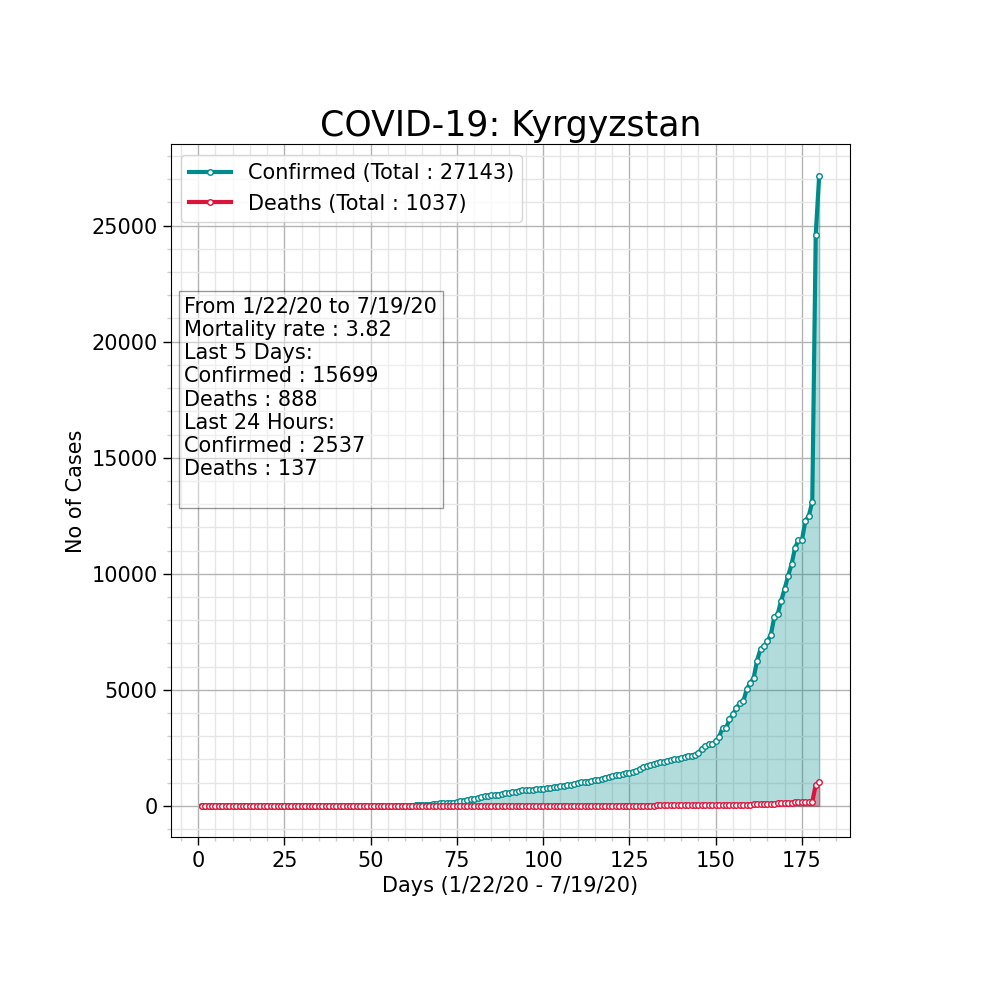 COVID-19: Kyrgyzstan
Confirmed (Total : 27143)
Deaths (Total : 1037)
From 1/22/20 to 7/19/20
Mortality rate : 3.82
Last 5 Days:
Confirmed : 15699
Deaths : 888
Last 24 Hours:
Confirmed : 2537
Deaths : 137
No of Cases
25000
20000
15000
10000
5000
0
0 25 50 75 100 125 150 175
Days (1/22/20 - 7/19/20)